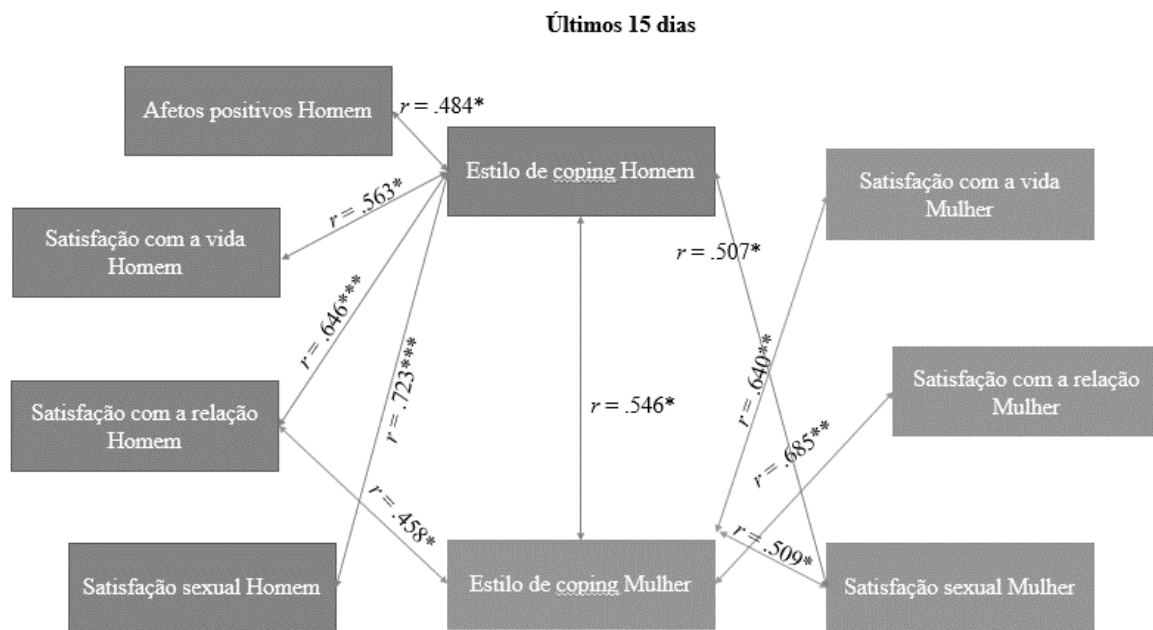 Últimos 15 dias
Afetos positivos Homem
r = .484*
Estilo de coping Homem
Satisfação com a vida
Mulher
r = .563*
Satisfação com a vida
Homem
r = .507*
r = .646***
r = .723***
r = .640**
Satisfação com a relação
Mulher
Satisfação com a relação
Homem
r = .546*
r = .685**
r = .458*
r = .509*
Satisfação sexual Homem
Estilo de coping Mulher
Satisfação sexual Mulher